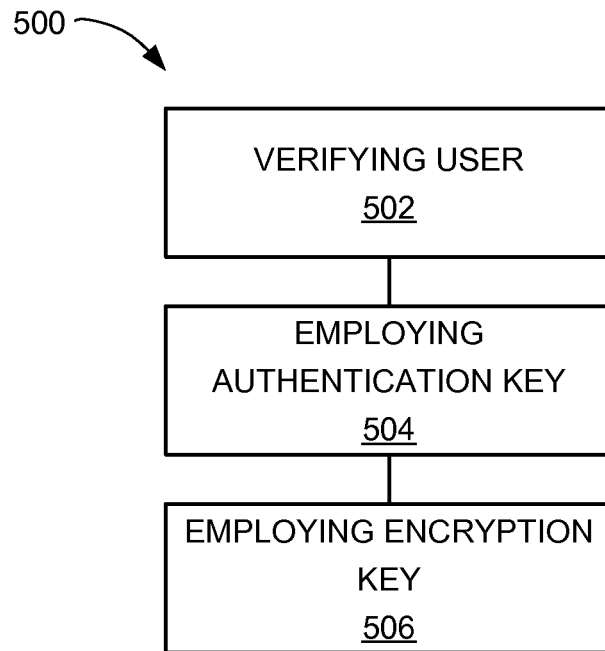 500
VERIFYING USER
502
EMPLOYING
AUTHENTICATION KEY
504
EMPLOYING ENCRYPTION
KEY
506